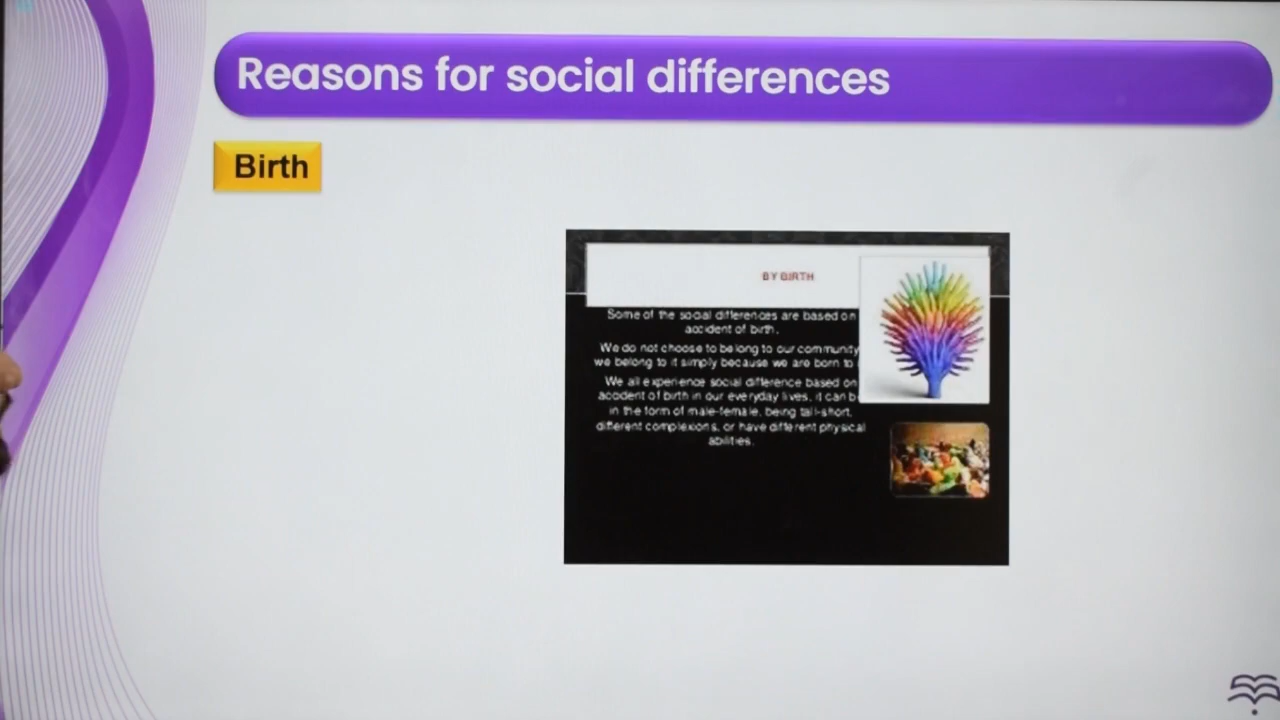 Reasons for social differences
Birth
BY BIRTH
Some of the social differences are based on
accident of birth.
We do not choose to belong to our community
we belong to it simply because we are born to
We all experience social difference based on
accident of birth in our everyday lives, it can b
in the form of male-female, being tall-short,
different complexions, or have different physical
abilities.